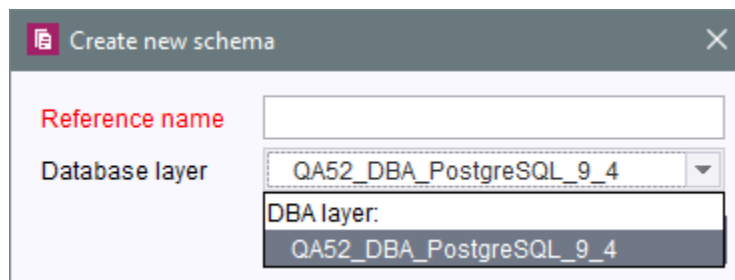 Create new schema
Reference name
Database layer QA52_DBA_PostgreSQL_9_4
DBA layer:
QA52_DBA_PostgreSQL_9_4